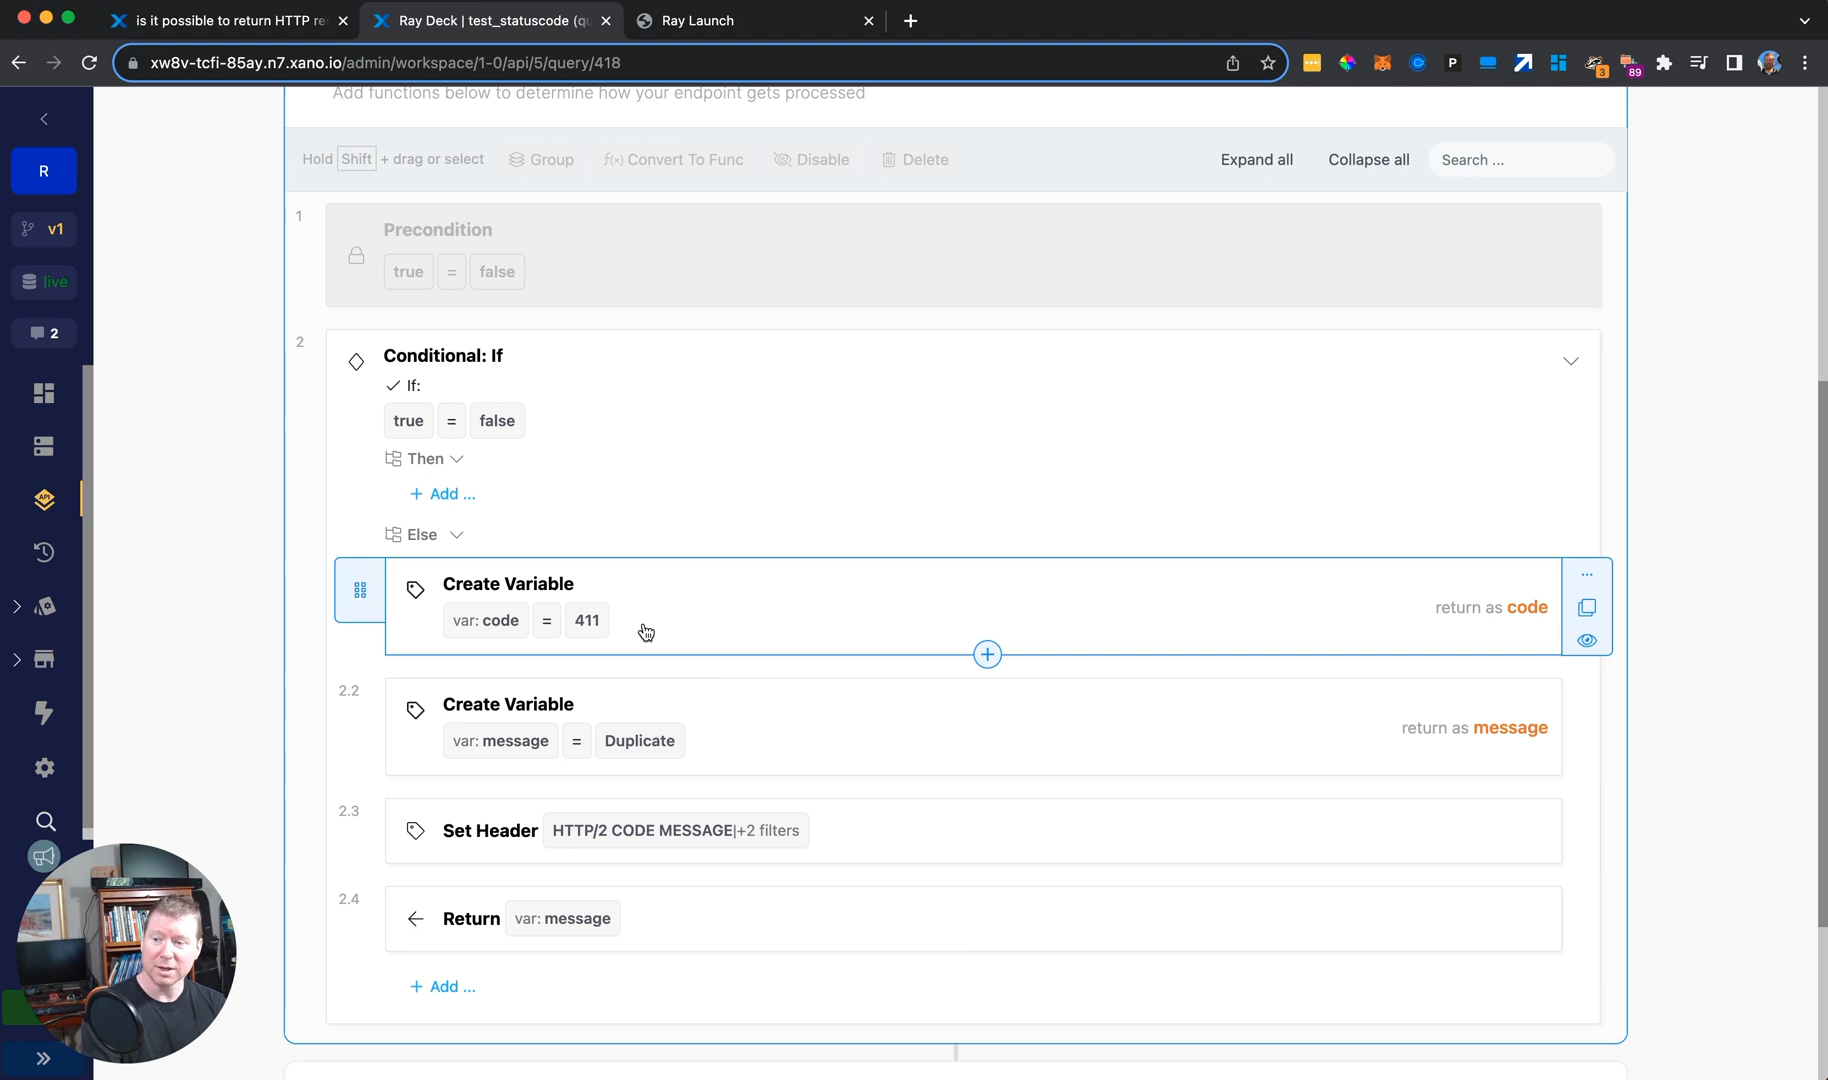 is it possible to return HTTP re
Ray Deck | test_statuscode (qu
Ray Launch
xw8v-tcfi-85ay.n7.xano.io/admin/workspace/1-0/api/5/query/418
P
3
89
Add functions below to determine how your endpoint gets processed
Hold Shift + drag or select
Group
f(x) Convert To Func
Disable
Delete
Expand all
Collapse all
Search ...
R
v1
live
2
API
1
Precondition
true = false
2
Conditional: If
If:
true = false
Then
+ Add ...
Else
Create Variable
var: code = 411
return as code
2.2
Create Variable
var: message = Duplicate
return as message
2.3
Set Header HTTP/2 CODE MESSAGE|+2 filters
2.4
Return var: message
+ Add ...